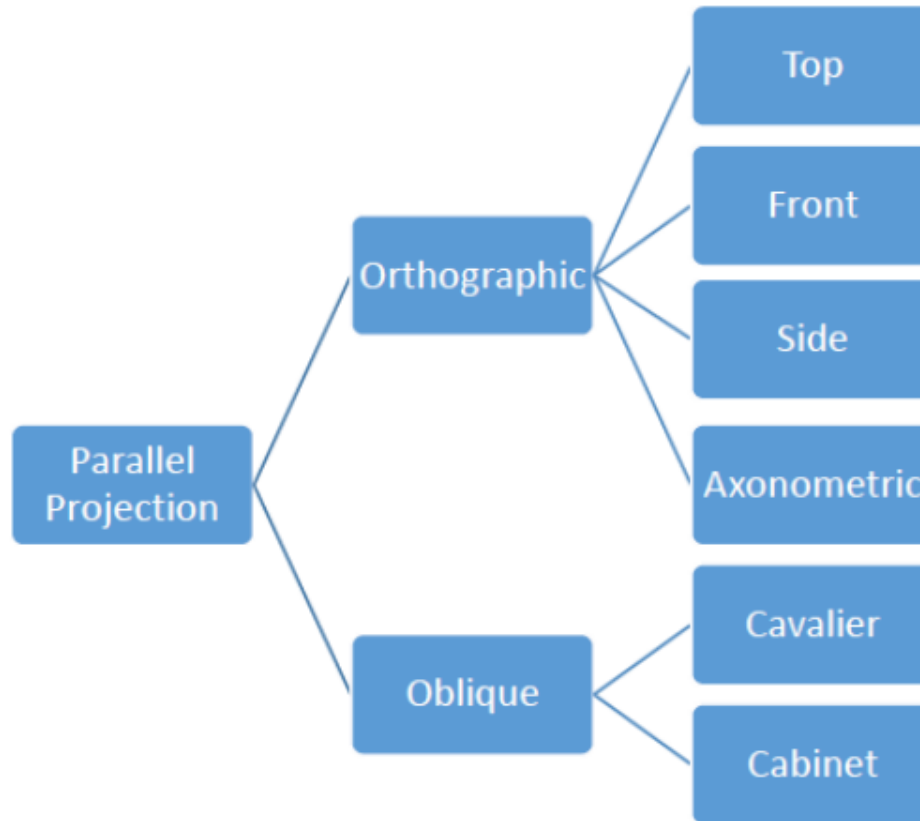 Top
Front
Orthographic
Side
Parallel
Projection
Axonometric
Cavalier
Oblique
Cabinet